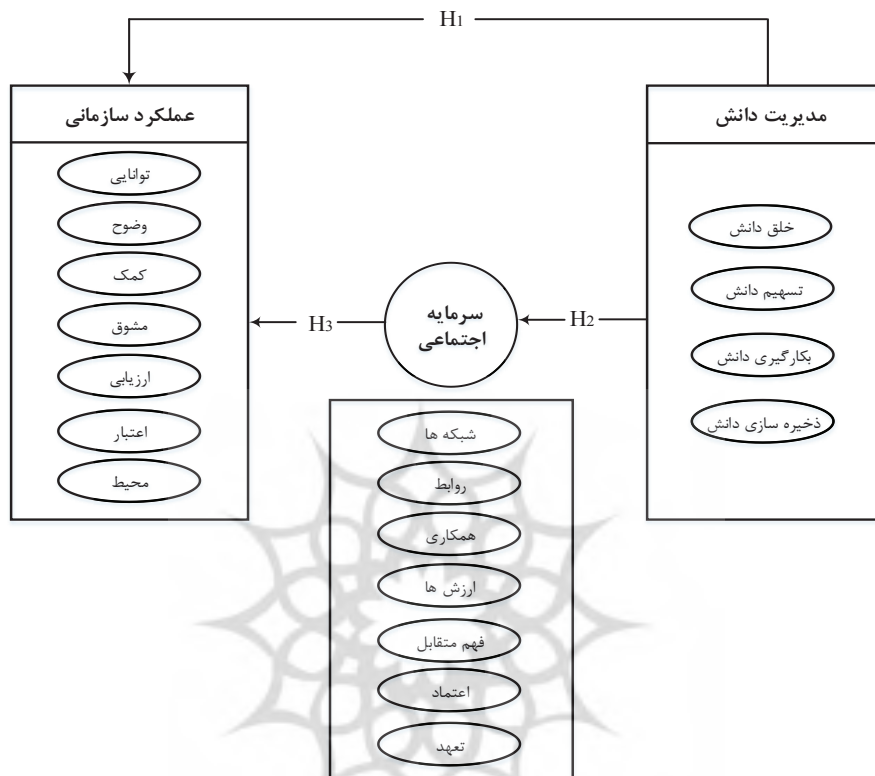 H1
مدیریت دانش
خلق دانش
تسهیم دانش
بکارگیری دانش
ذخیره سازی دانش
H2
سرمایه
اجتماعی
شبکه ها
روابط
همکاری
ارزش ها
فهم متقابل
اعتماد
تعهد
H3
عملکرد سازمانی
توانایی
وضوح
کمک
مشوق
ارزیابی
اعتبار
محیط